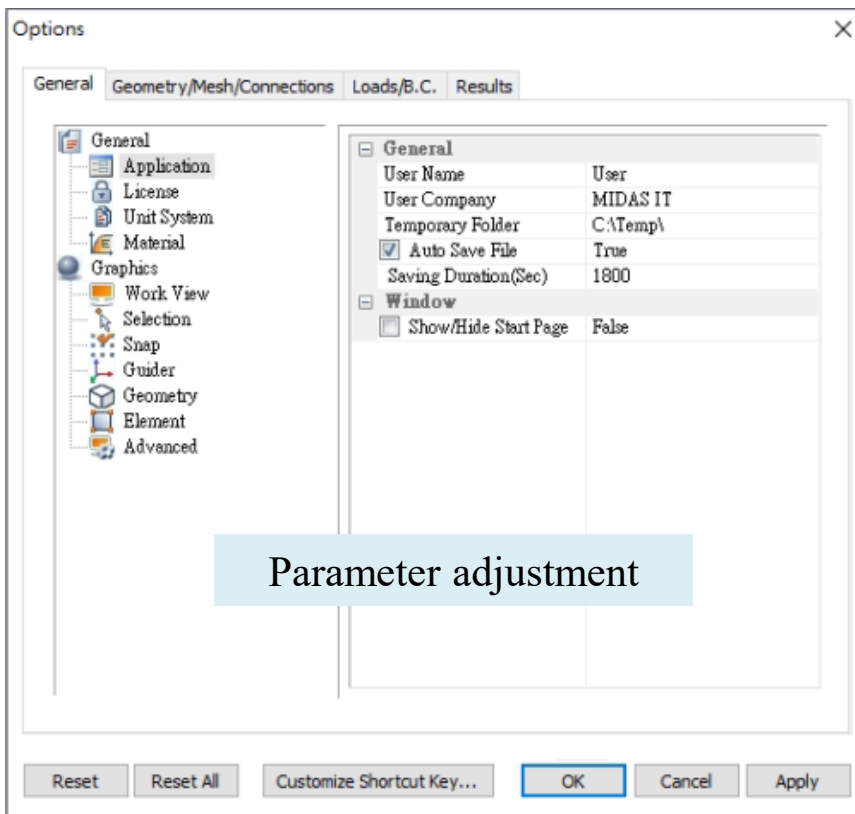 Options
General Geometry/Mesh/Connections Loads/B.C. Results
General
Application
License
Unit System
Material
Graphics
Work View
Selection
Snap
Guider
Geometry
Element
Advanced
General
User Name User
User Company MIDAS IT
Temporary Folder C:\Temp\
Auto Save File True
Saving Duration(Sec) 1800
Window
Show/Hide Start Page False
Parameter adjustment
Reset Reset All Customize Shortcut Key... OK Cancel Apply